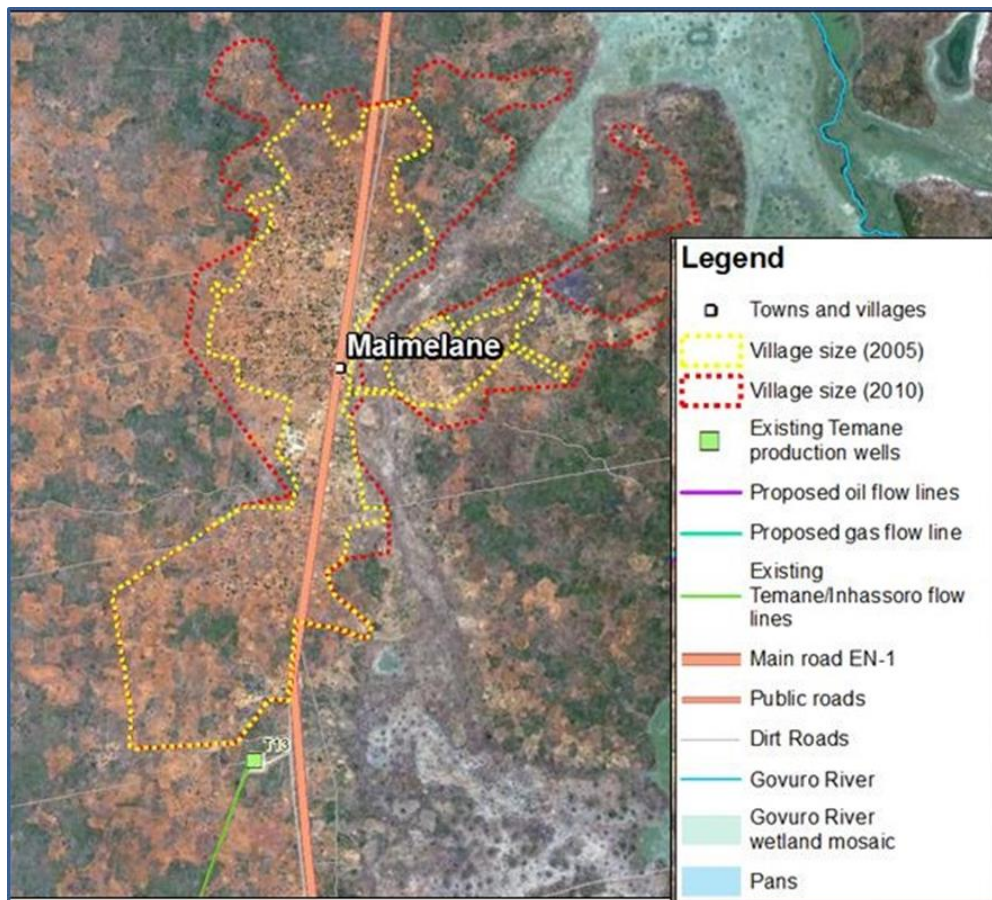 Maimelane
T13
Legend
Towns and villages
Village size (2005)
Village size (2010)
Existing Temane
production wells
Proposed oil flow lines
Proposed gas flow line
Existing
Temane/Inhassoro flow
lines
Main road EN-1
Public roads
Dirt Roads
Govuro River
Govuro River
wetland mosaic
Pans